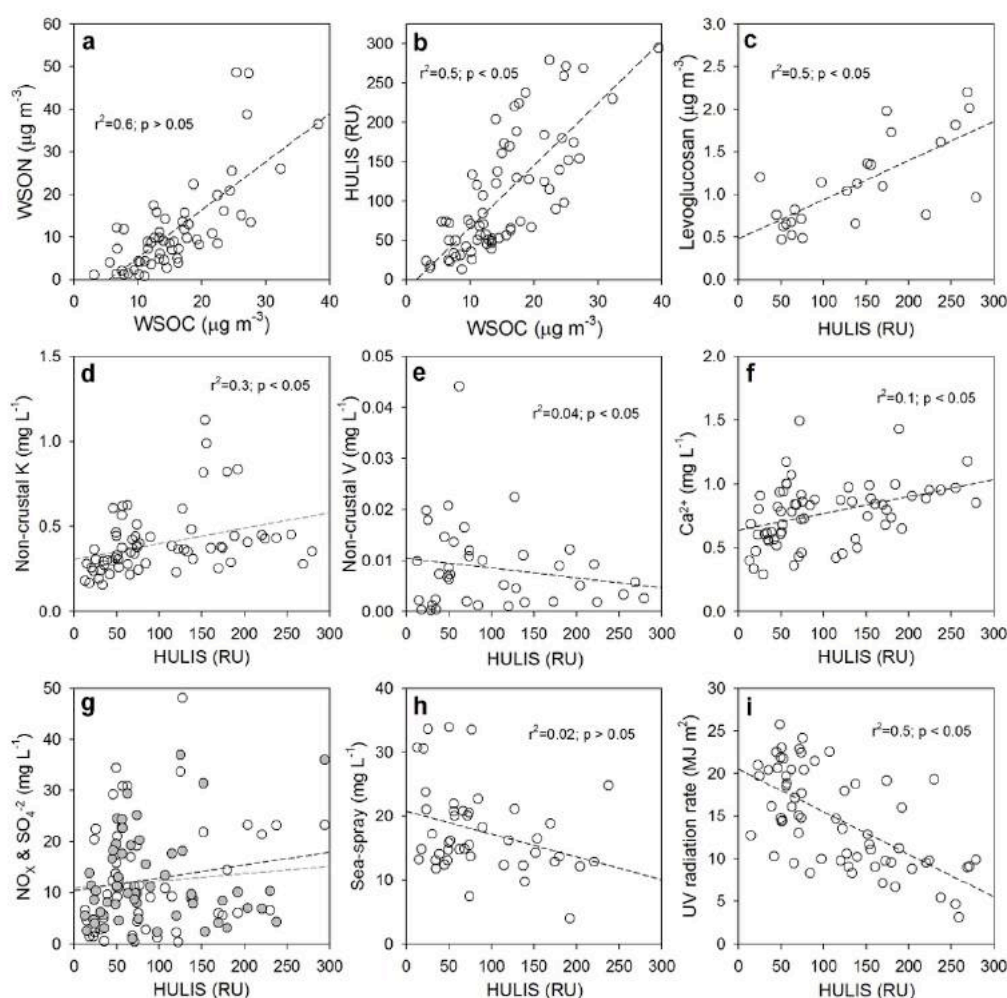 a
r²=0.6; p > 0.05
WSON (µg m⁻³)
60
50
40
30
20
10
0
0 10 20 30 40
WSOC (µg m⁻³)
b
r²=0.5; p < 0.05
HULIS (RU)
300
250
200
150
100
50
0
0 10 20 30 40
WSOC (µg m⁻³)
c
r²=0.5; p < 0.05
Levoglucosan (µg m⁻³)
3.0
2.5
2.0
1.5
1.0
0.5
0.0
0 50 100 150 200 250 300
HULIS (RU)
d
r²=0.3; p < 0.05
Non-crustal K (mg L⁻¹)
1.5
1.0
0.5
0.0
0 50 100 150 200 250 300
HULIS (RU)
e
r²=0.04; p < 0.05
Non-crustal V (mg L⁻¹)
0.05
0.04
0.03
0.02
0.01
0.00
0 50 100 150 200 250 300
HULIS (RU)
f
r²=0.1; p < 0.05
Ca²⁺ (mg L⁻¹)
2.0
1.5
1.0
0.5
0.0
0 50 100 150 200 250 300
HULIS (RU)
g
NOₓ & SO₄⁻² (mg L⁻¹)
50
40
30
20
10
0
0 50 100 150 200 250 300
HULIS (RU)
h
r²=0.02; p > 0.05
Sea-spray (mg L⁻¹)
40
30
20
10
0
0 50 100 150 200 250 300
HULIS (RU)
i
r²=0.5; p < 0.05
UV radiation rate (MJ m²)
30
25
20
15
10
5
0
0 50 100 150 200 250 300
HULIS (RU)